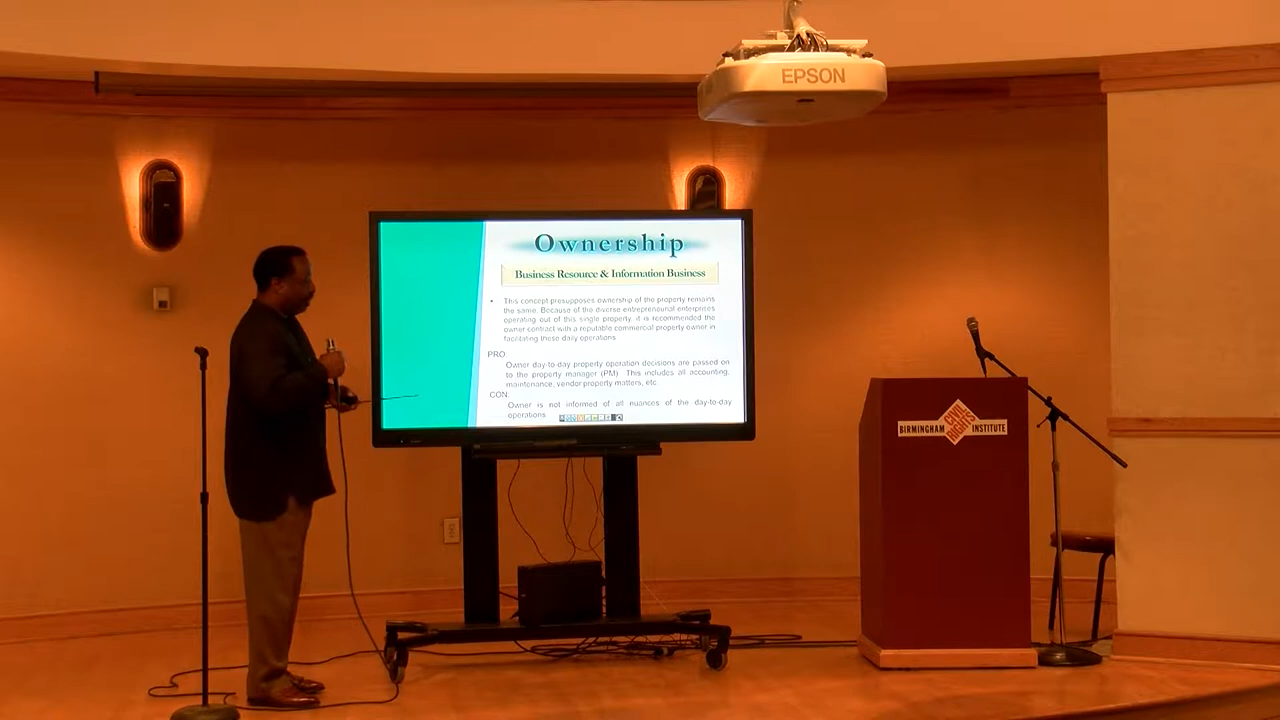 EPSON
Ownership
Business Resource & Information Business
• This concept presupposes ownership of the property remains
the same. Because of the diverse entrepreneurial enterprises
operating out of this single property, it is recommended the
owner contract with a reputable commercial property owner in
facilitating these daily operations.
PRO:
Owner day-to-day property operation decisions are passed on
to the property manager (PM). This includes all accounting,
maintenance, vendor property matters, etc.
CON:
Owner is not informed of all nuances of the day-to-day
operations
BIRMINGHAM CIVIL RIGHTS INSTITUTE